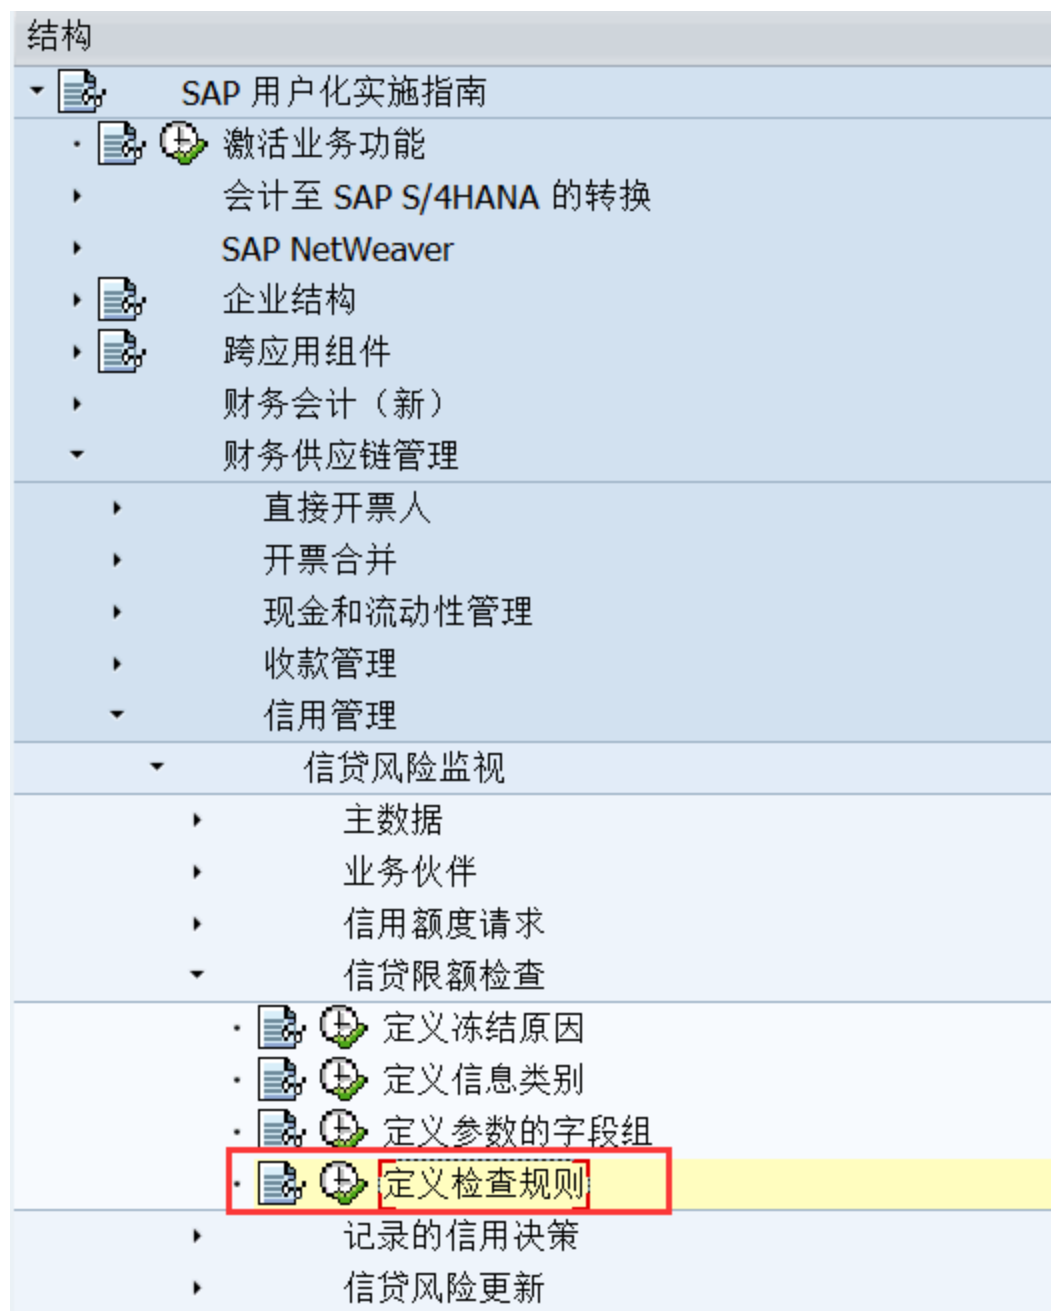 结构
SAP 用户化实施指南
激活业务功能
会计至 SAP S/4HANA 的转换
SAP NetWeaver
企业结构
跨应用组件
财务会计（新）
财务供应链管理
直接开票人
开票合并
现金和流动性管理
收款管理
信用管理
信贷风险监视
主数据
业务伙伴
信用额度请求
信贷限额检查
定义冻结原因
定义信息类别
定义参数的字段组
定义检查规则
记录的信用决策
信贷风险更新